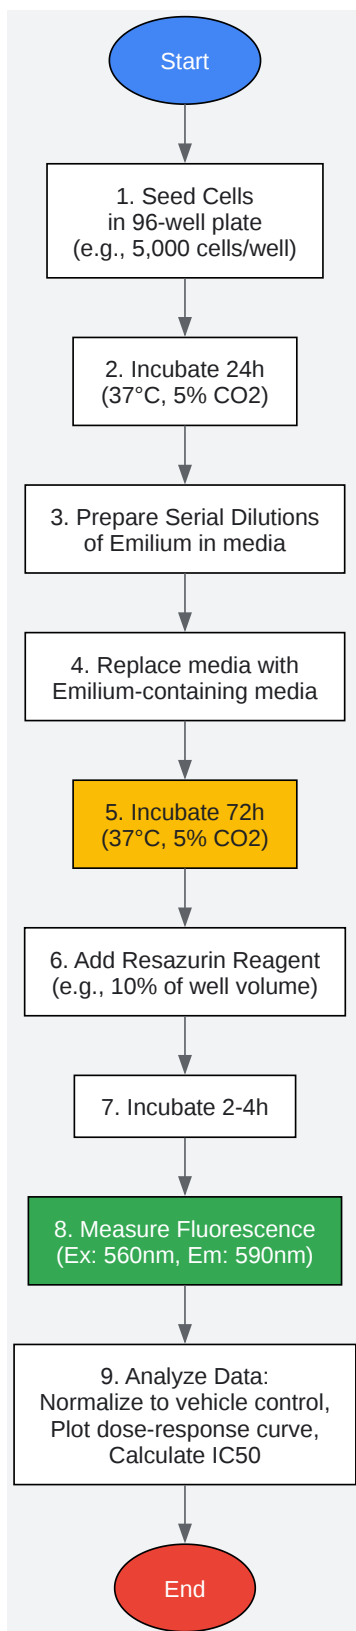 Start
1. Seed Cells
in 96-well plate
(e.g., 5,000 cells/well)
2. Incubate 24h
(37°C, 5% CO2)
3. Prepare Serial Dilutions
of Emilium in media
4. Replace media with
Emilium-containing media
5. Incubate 72h
(37°C, 5% CO2)
6. Add Resazurin Reagent
(e.g., 10% of well volume)
7. Incubate 2-4h
8. Measure Fluorescence
(Ex: 560nm, Em: 590nm)
9. Analyze Data:
Normalize to vehicle control,
Plot dose-response curve,
Calculate IC50
End